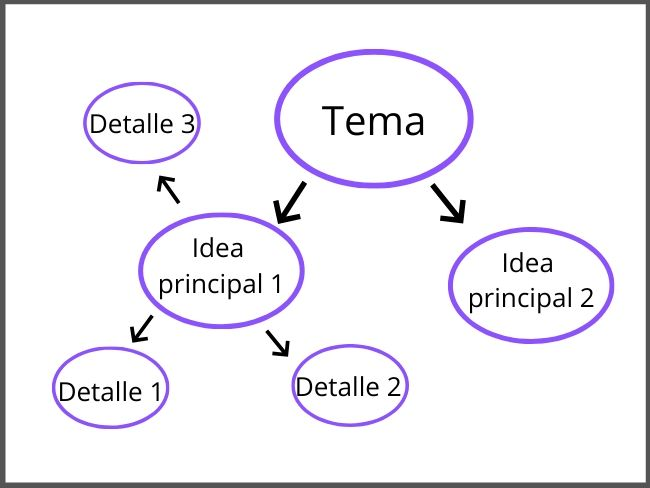 Tema
Detalle 3
Idea
principal 1
Idea
principal 2
Detalle 1
Detalle 2